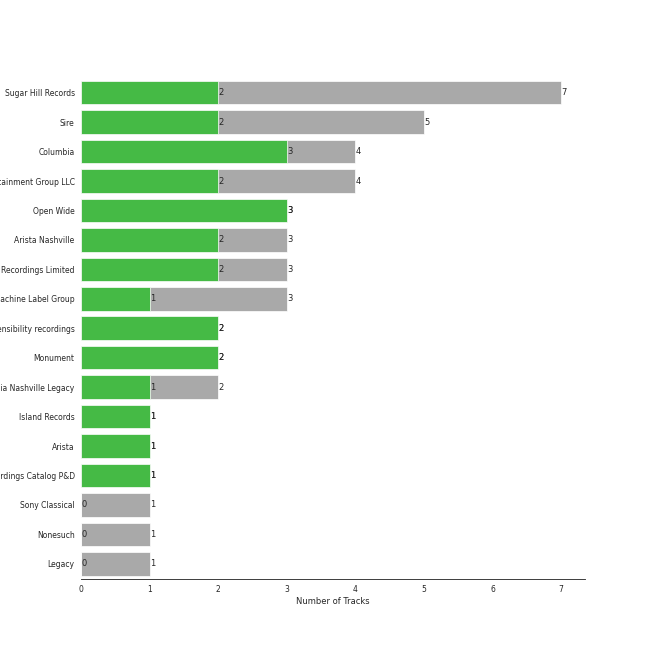 Sugar Hill Records 2 7
Sire 2 5
Columbia 3 4
tainment Group LLC 2 4
Open Wide 3
Arista Nashville 2 3
Recordings Limited 2 3
achine Label Group 1 3
ensibility recordings 2
Monument 2
ia Nashville Legacy 1 2
Island Records 1
Arista 1
rdings Catalog P&D 1
Sony Classical 0 1
Nonesuch 0 1
Legacy 0 1
0 1 2 3 4 5 6 7
Number of Tracks